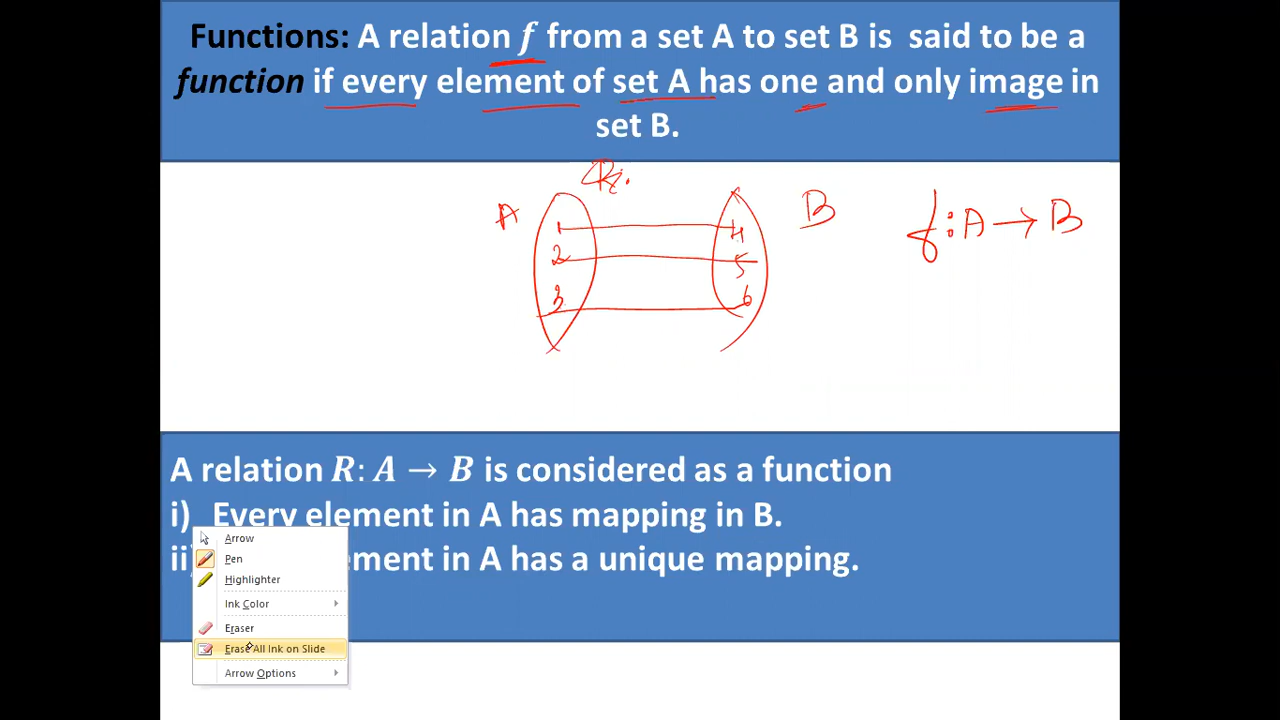 Functions: A relation f from a set A to set B is said to be a
function if every element of set A has one and only image in
set B.
R.
A B f : A → B
1 4
2 5
3 6
A relation R: A → B is considered as a function
i) Every element in A has mapping in B.
ii) ement in A has a unique mapping.
Arrow
Pen
Highlighter
Ink Color
Eraser
Erase All Ink on Slide
Arrow Options